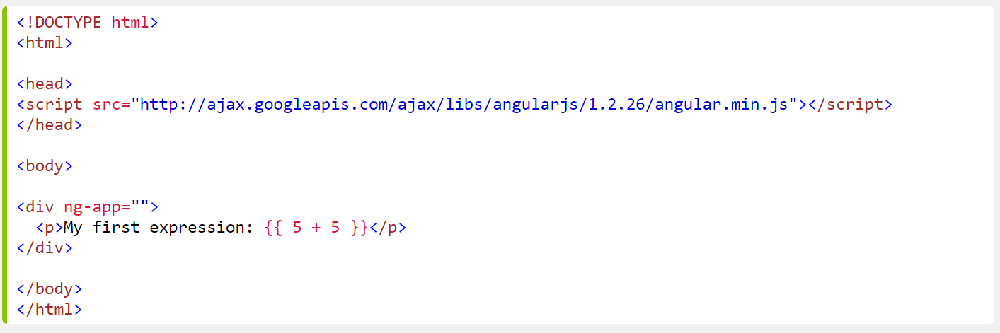 <!DOCTYPE html>
<html>
<head>
<script src="http://ajax.googleapis.com/ajax/libs/angularjs/1.2.26/angular.min.js"></script>
</head>
<body>
<div ng-app="">
<p>My first expression: {{ 5 + 5 }}</p>
</div>
</body>
</html>